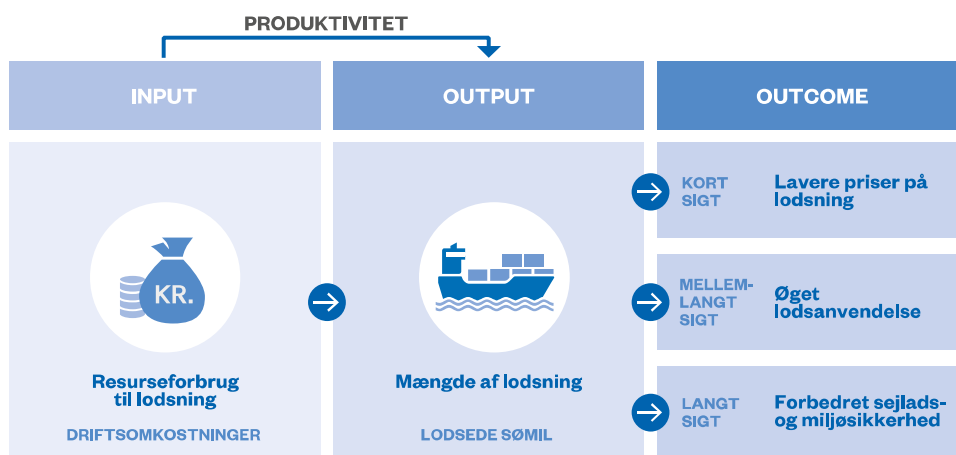 PRODUKTIVITET
INPUT
OUTPUT
OUTCOME
KR.
Resurseforbrug
til lodsning
DRIFTSOMKOSTNINGER
Mængde af lodsning
LODSEDE SØMIL
KORT
SIGT
Lavere priser på
lodsning
MELLEM-
LANGT
SIGT
Øget
lodsanvendelse
LANGT
SIGT
Forbedret sejlads-
og miljøsikkerhed